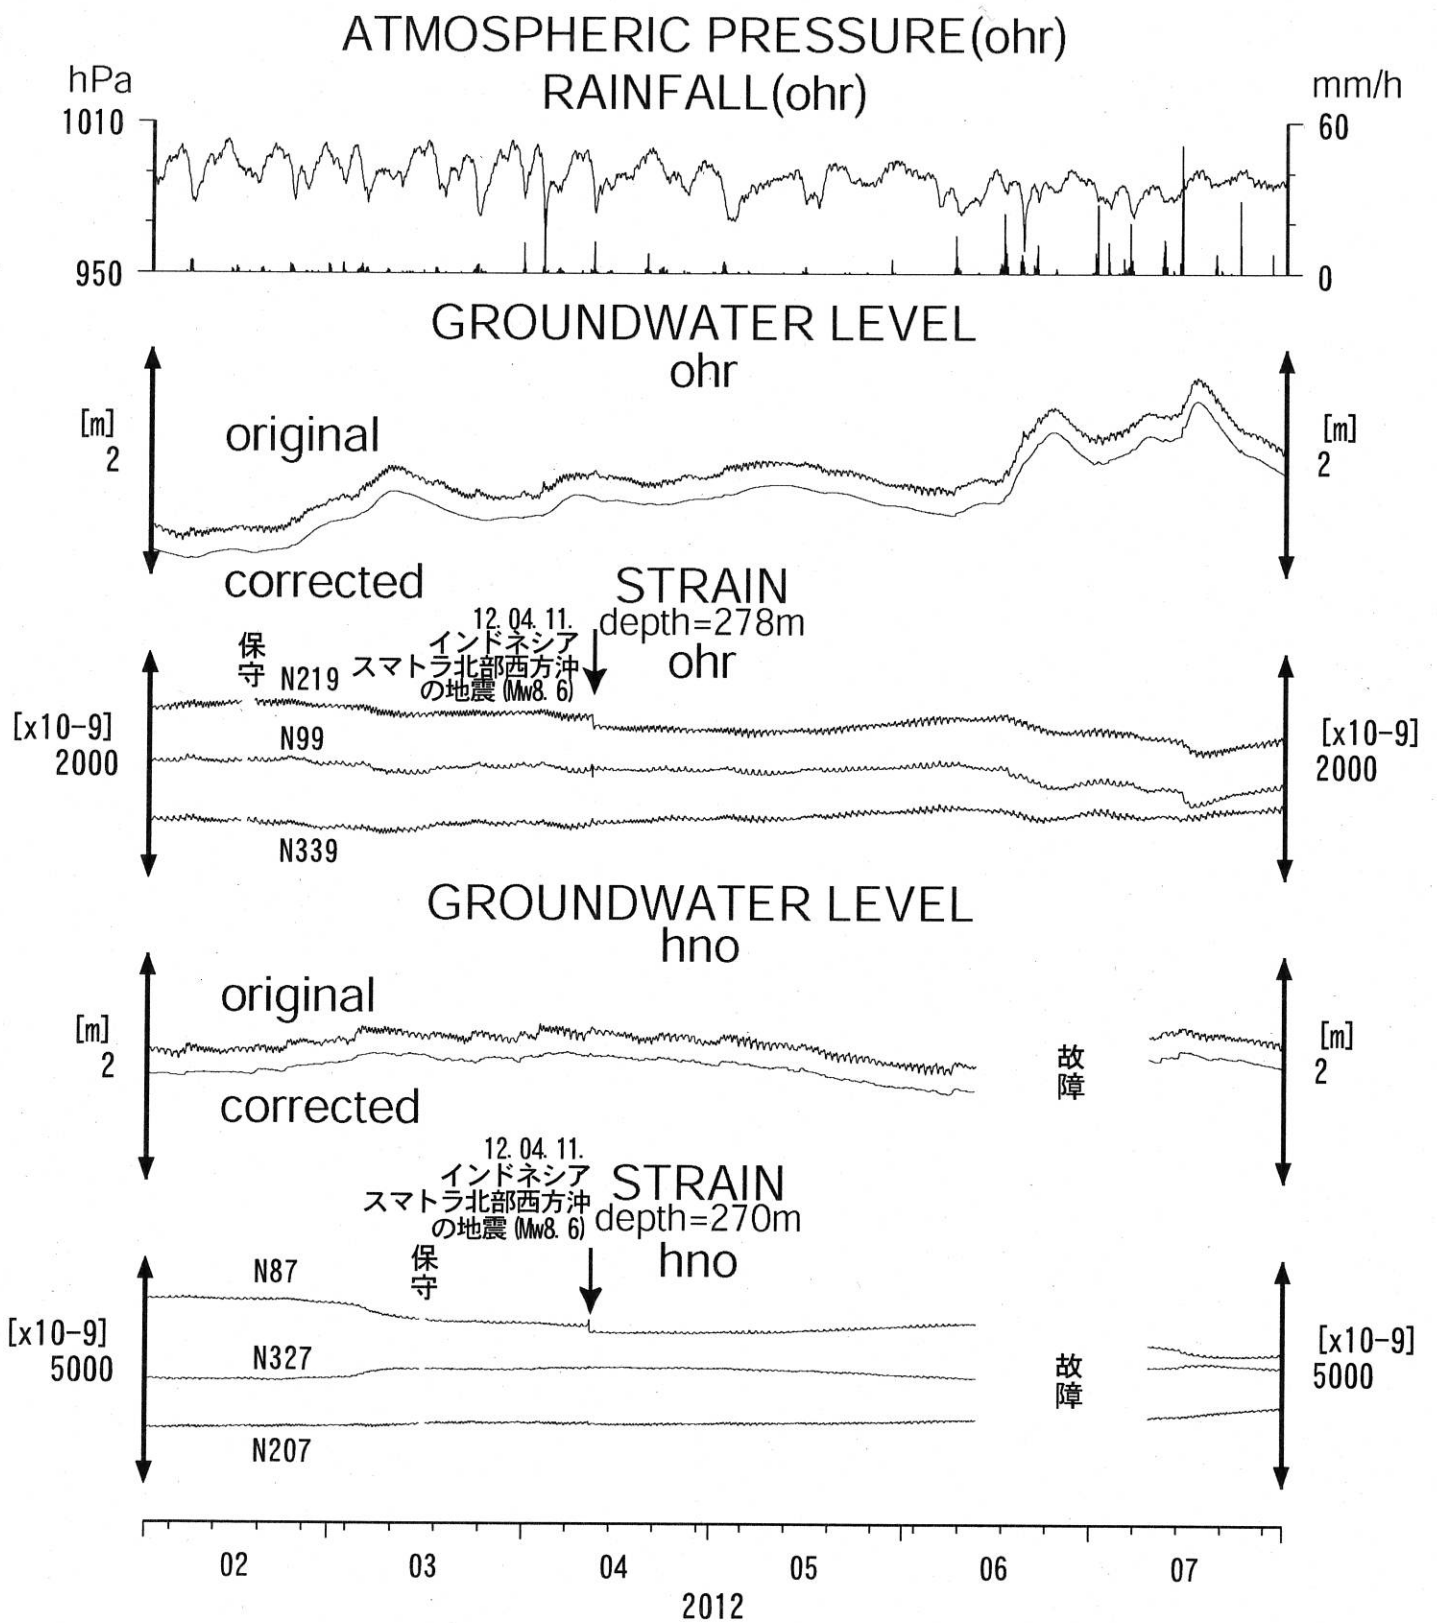 ATMOSPHERIC PRESSURE(ohr)
hPa
RAINFALL(ohr)
mm/h
1010
60
950
0
GROUNDWATER LEVEL
ohr
[m]
2
original
[m]
2
corrected
STRAIN
12. 04. 11.
depth=278m
インドネシア
ohr
スマトラ北部西方沖
の地震 (Mw8. 6)
保
守
N219
[x10-9]
2000
N99
[x10-9]
2000
N339
GROUNDWATER LEVEL
hno
original
[m]
2
[m]
2
故
障
corrected
12. 04. 11.
インドネシア
STRAIN
スマトラ北部西方沖
depth=270m
の地震 (Mw8. 6)
hno
保
守
N87
[x10-9]
5000
N327
[x10-9]
5000
故
障
N207
02 03 04 05 06 07
2012